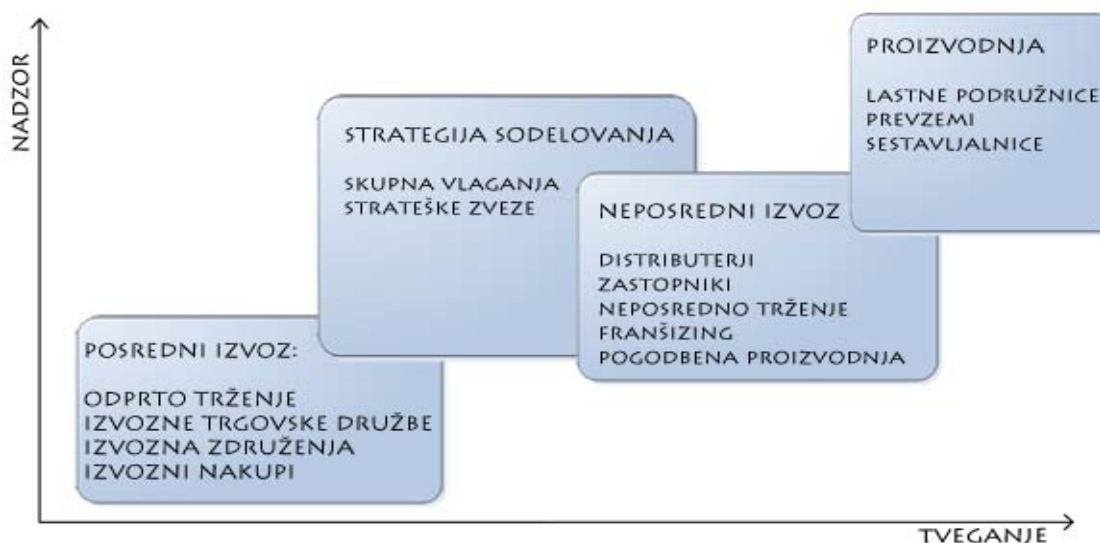 NADZOR
POSREDNI IZVOZ:
ODPRTO TRŽENJE
IZVOZNE TRGOVSKE DRUŽBE
IZVOZNA ZDRUŽENJA
IZVOZNI NAKUPI
STRATEGIJA SODELOVANJA
SKUPNA VLAGANJA
STRATEŠKE ZVEZE
NEPOSREDNI IZVOZ
DISTRIBUTERJI
ZASTOPNIKI
NEPOSREDNO TRŽENJE
FRANŠIZING
POGODBENA PROIZVODNJA
PROIZVODNJA
LASTNE PODRUŽNICE
PREVZEMI
SESTAVLJALNICE
TVEGANJE